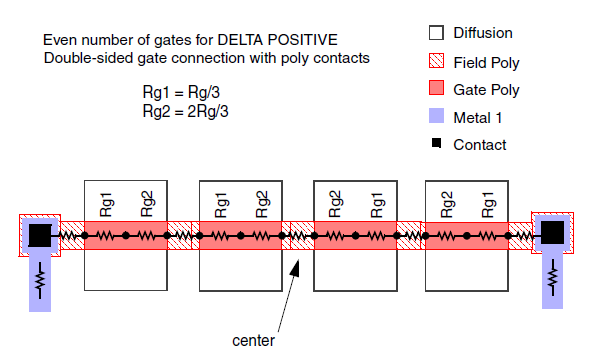 Even number of gates for DELTA POSITIVE
Double-sided gate connection with poly contacts
Rg1 = Rg/3
Rg2 = 2Rg/3
Diffusion
Field Poly
Gate Poly
Metal 1
Contact
Rg1 Rg2 Rg1 Rg2 Rg2 Rg1 Rg2 Rg1
center